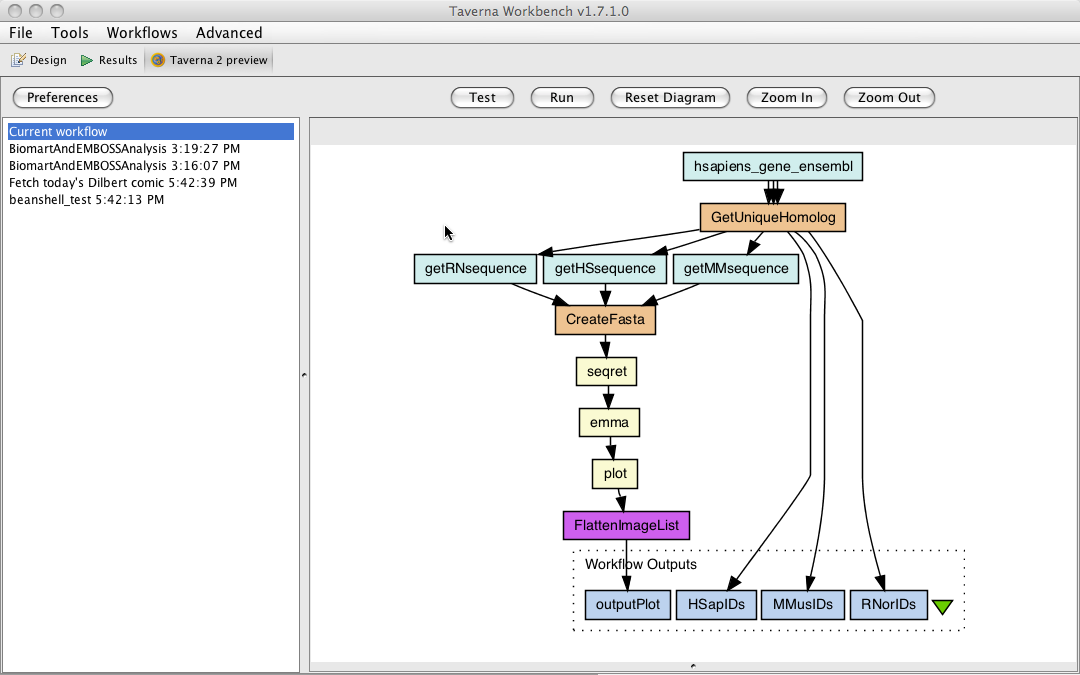 Taverna Workbench v1.7.1.0
File Tools Workflows Advanced
Design Results Taverna 2 preview
Preferences Test Run Reset Diagram Zoom In Zoom Out
Current workflow
BiomartAndEMBOSSAnalysis 3:19:27 PM
BiomartAndEMBOSSAnalysis 3:16:07 PM
Fetch today's Dilbert comic 5:42:39 PM
beanshell_test 5:42:13 PM
hsapiens_gene_ensembl
GetUniqueHomolog
getRNsequence getHSsequence getMMsequence
CreateFasta
seqret
emma
plot
FlattenImageList
Workflow Outputs
outputPlot HSapIDs MMusIDs RNorIDs